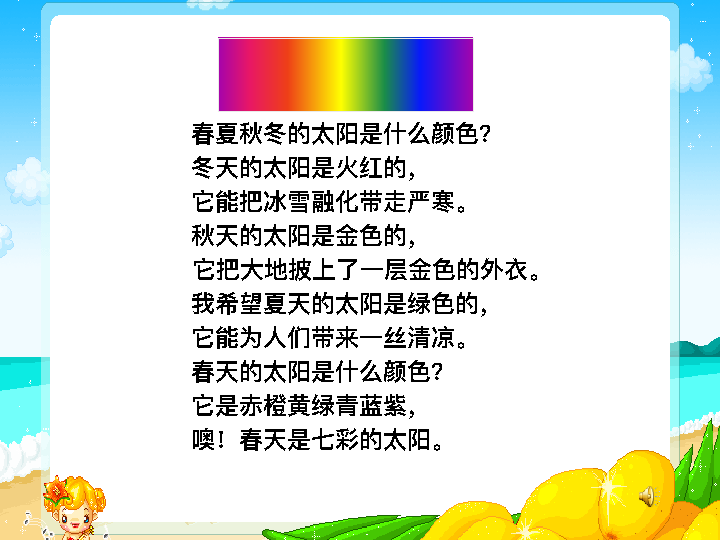 春夏秋冬的太阳是什么颜色?
冬天的太阳是火红的,
它能把冰雪融化带走严寒。
秋天的太阳是金色的,
它把大地披上了一层金色的外衣。
我希望夏天的太阳是绿色的,
它能为人们带来一丝清凉。
春天的太阳是什么颜色?
它是赤橙黄绿青蓝紫,
噢! 春天是七彩的太阳。